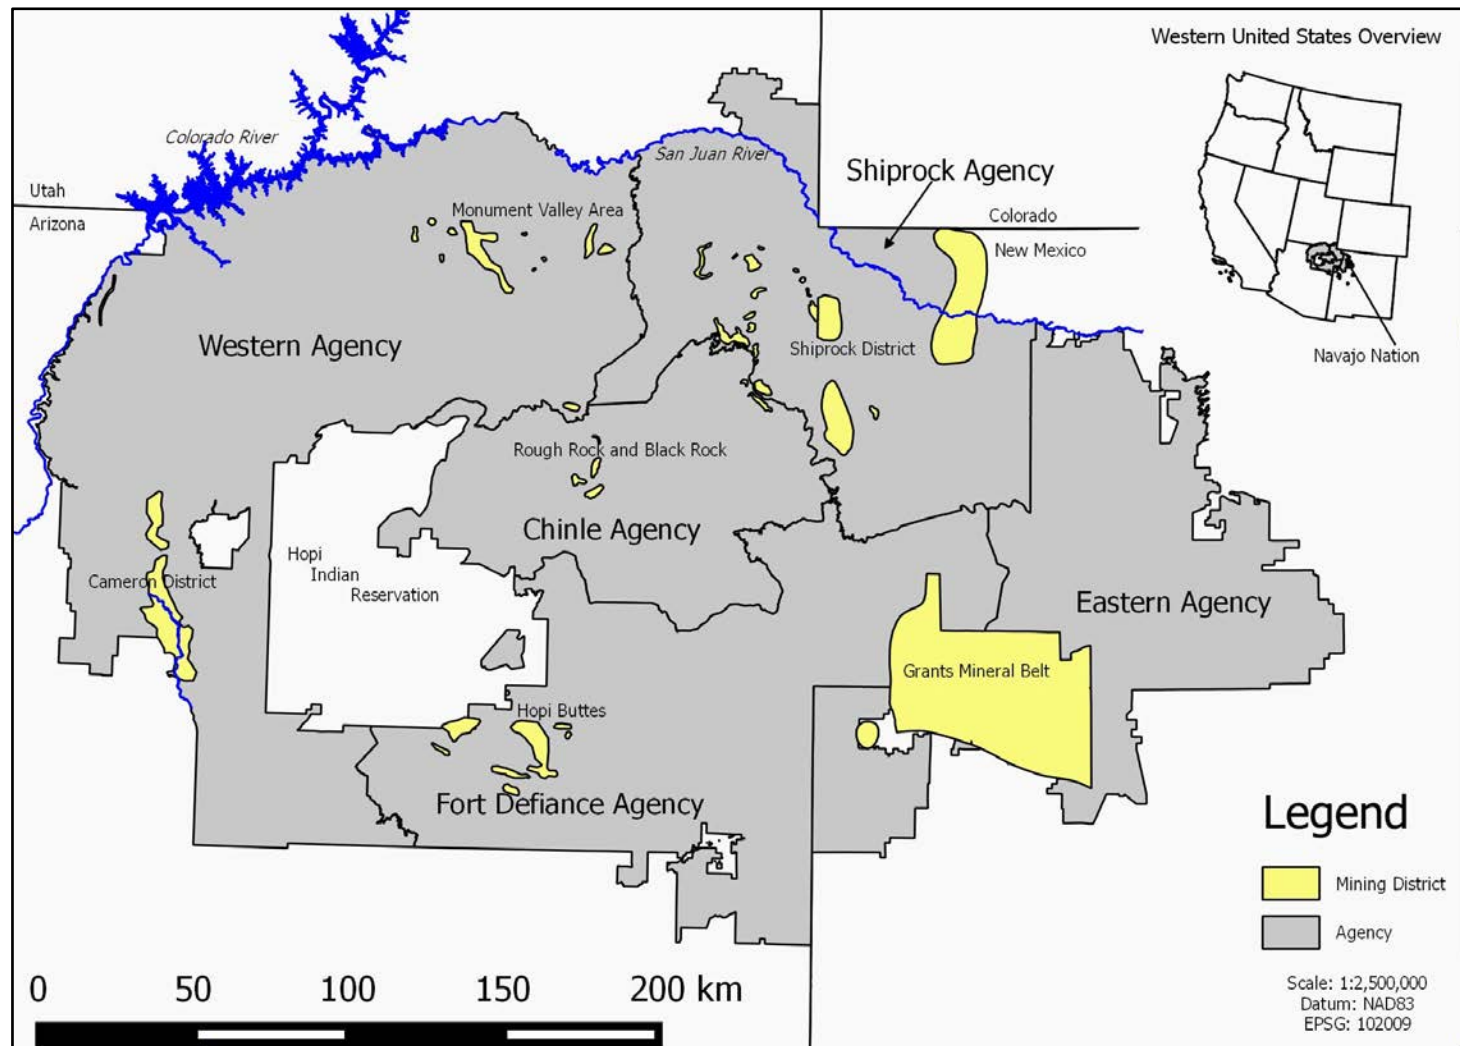 Western United States Overview
Colorado River
San Juan River
Shiprock Agency
Utah
Arizona
Monument Valley Area
Colorado
New Mexico
Western Agency
Shiprock District
Navajo Nation
Rough Rock and Black Rock
Chinle Agency
Hopi
Indian
Reservation
Cameron District
Eastern Agency
Grants Mineral Belt
Hopi Buttes
Fort Defiance Agency
Legend
Mining District
Agency
0 50 100 150 200 km
Scale: 1:2,500,000
Datum: NAD83
EPSG: 102009